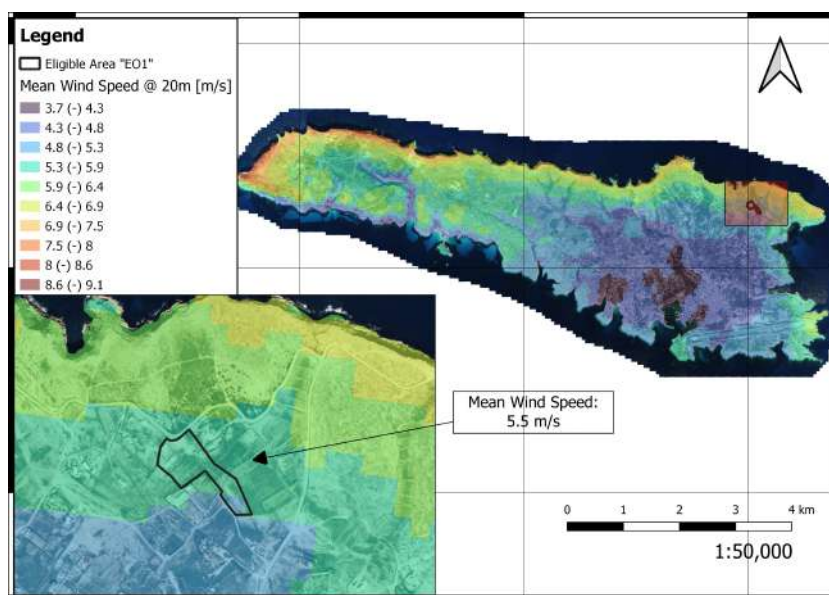 Legend
Eligible Area "EO1"
Mean Wind Speed @ 20m [m/s]
3.7 (-) 4.3
4.3 (-) 4.8
4.8 (-) 5.3
5.3 (-) 5.9
5.9 (-) 6.4
6.4 (-) 6.9
6.9 (-) 7.5
7.5 (-) 8
8 (-) 8.6
8.6 (-) 9.1
Mean Wind Speed:
5.5 m/s
0 1 2 3 4 km
1:50,000